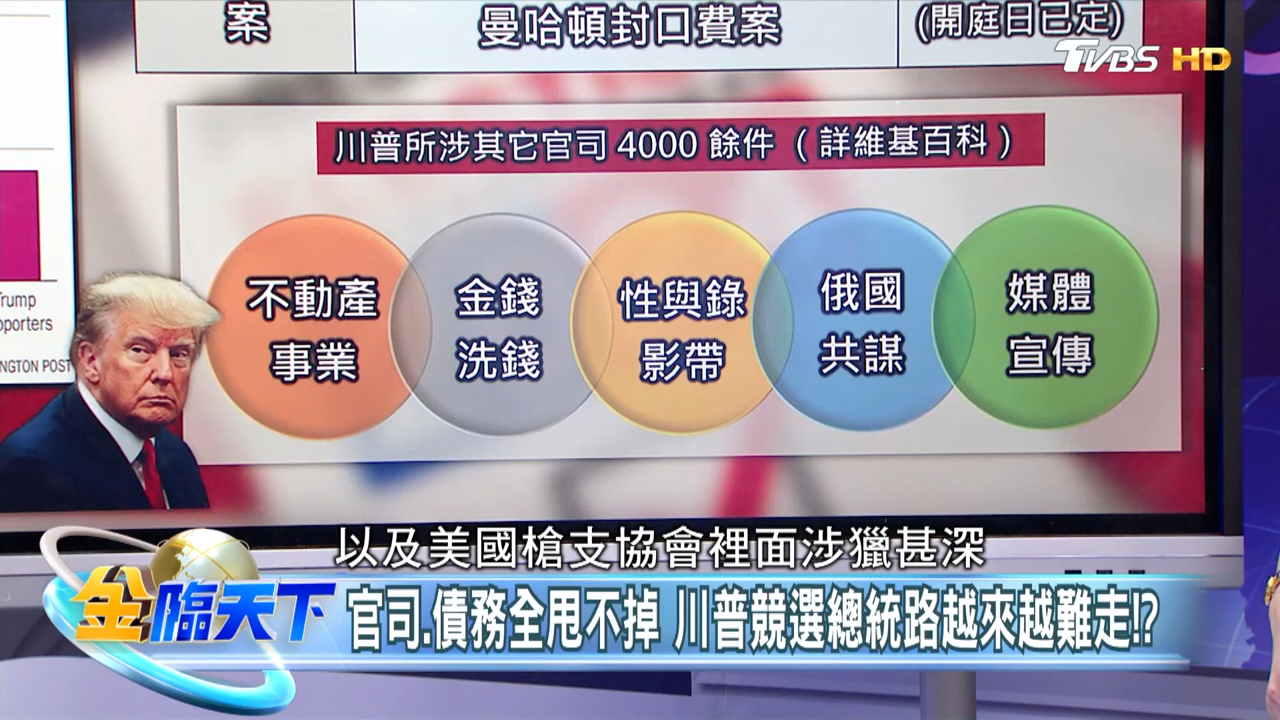 案
曼哈頓封口費案
(開庭日已定)
TVBS HD
川普所涉其它官司 4000 餘件 (詳維基百科)
不動產
事業
金錢
洗錢
性與錄
影帶
俄國
共謀
媒體
宣傳
Trump
pporters
NGTON POST
以及美國槍支協會裡面涉獵甚深
金臨天下
官司.債務全甩不掉 川普競選總統路越來越難走!?